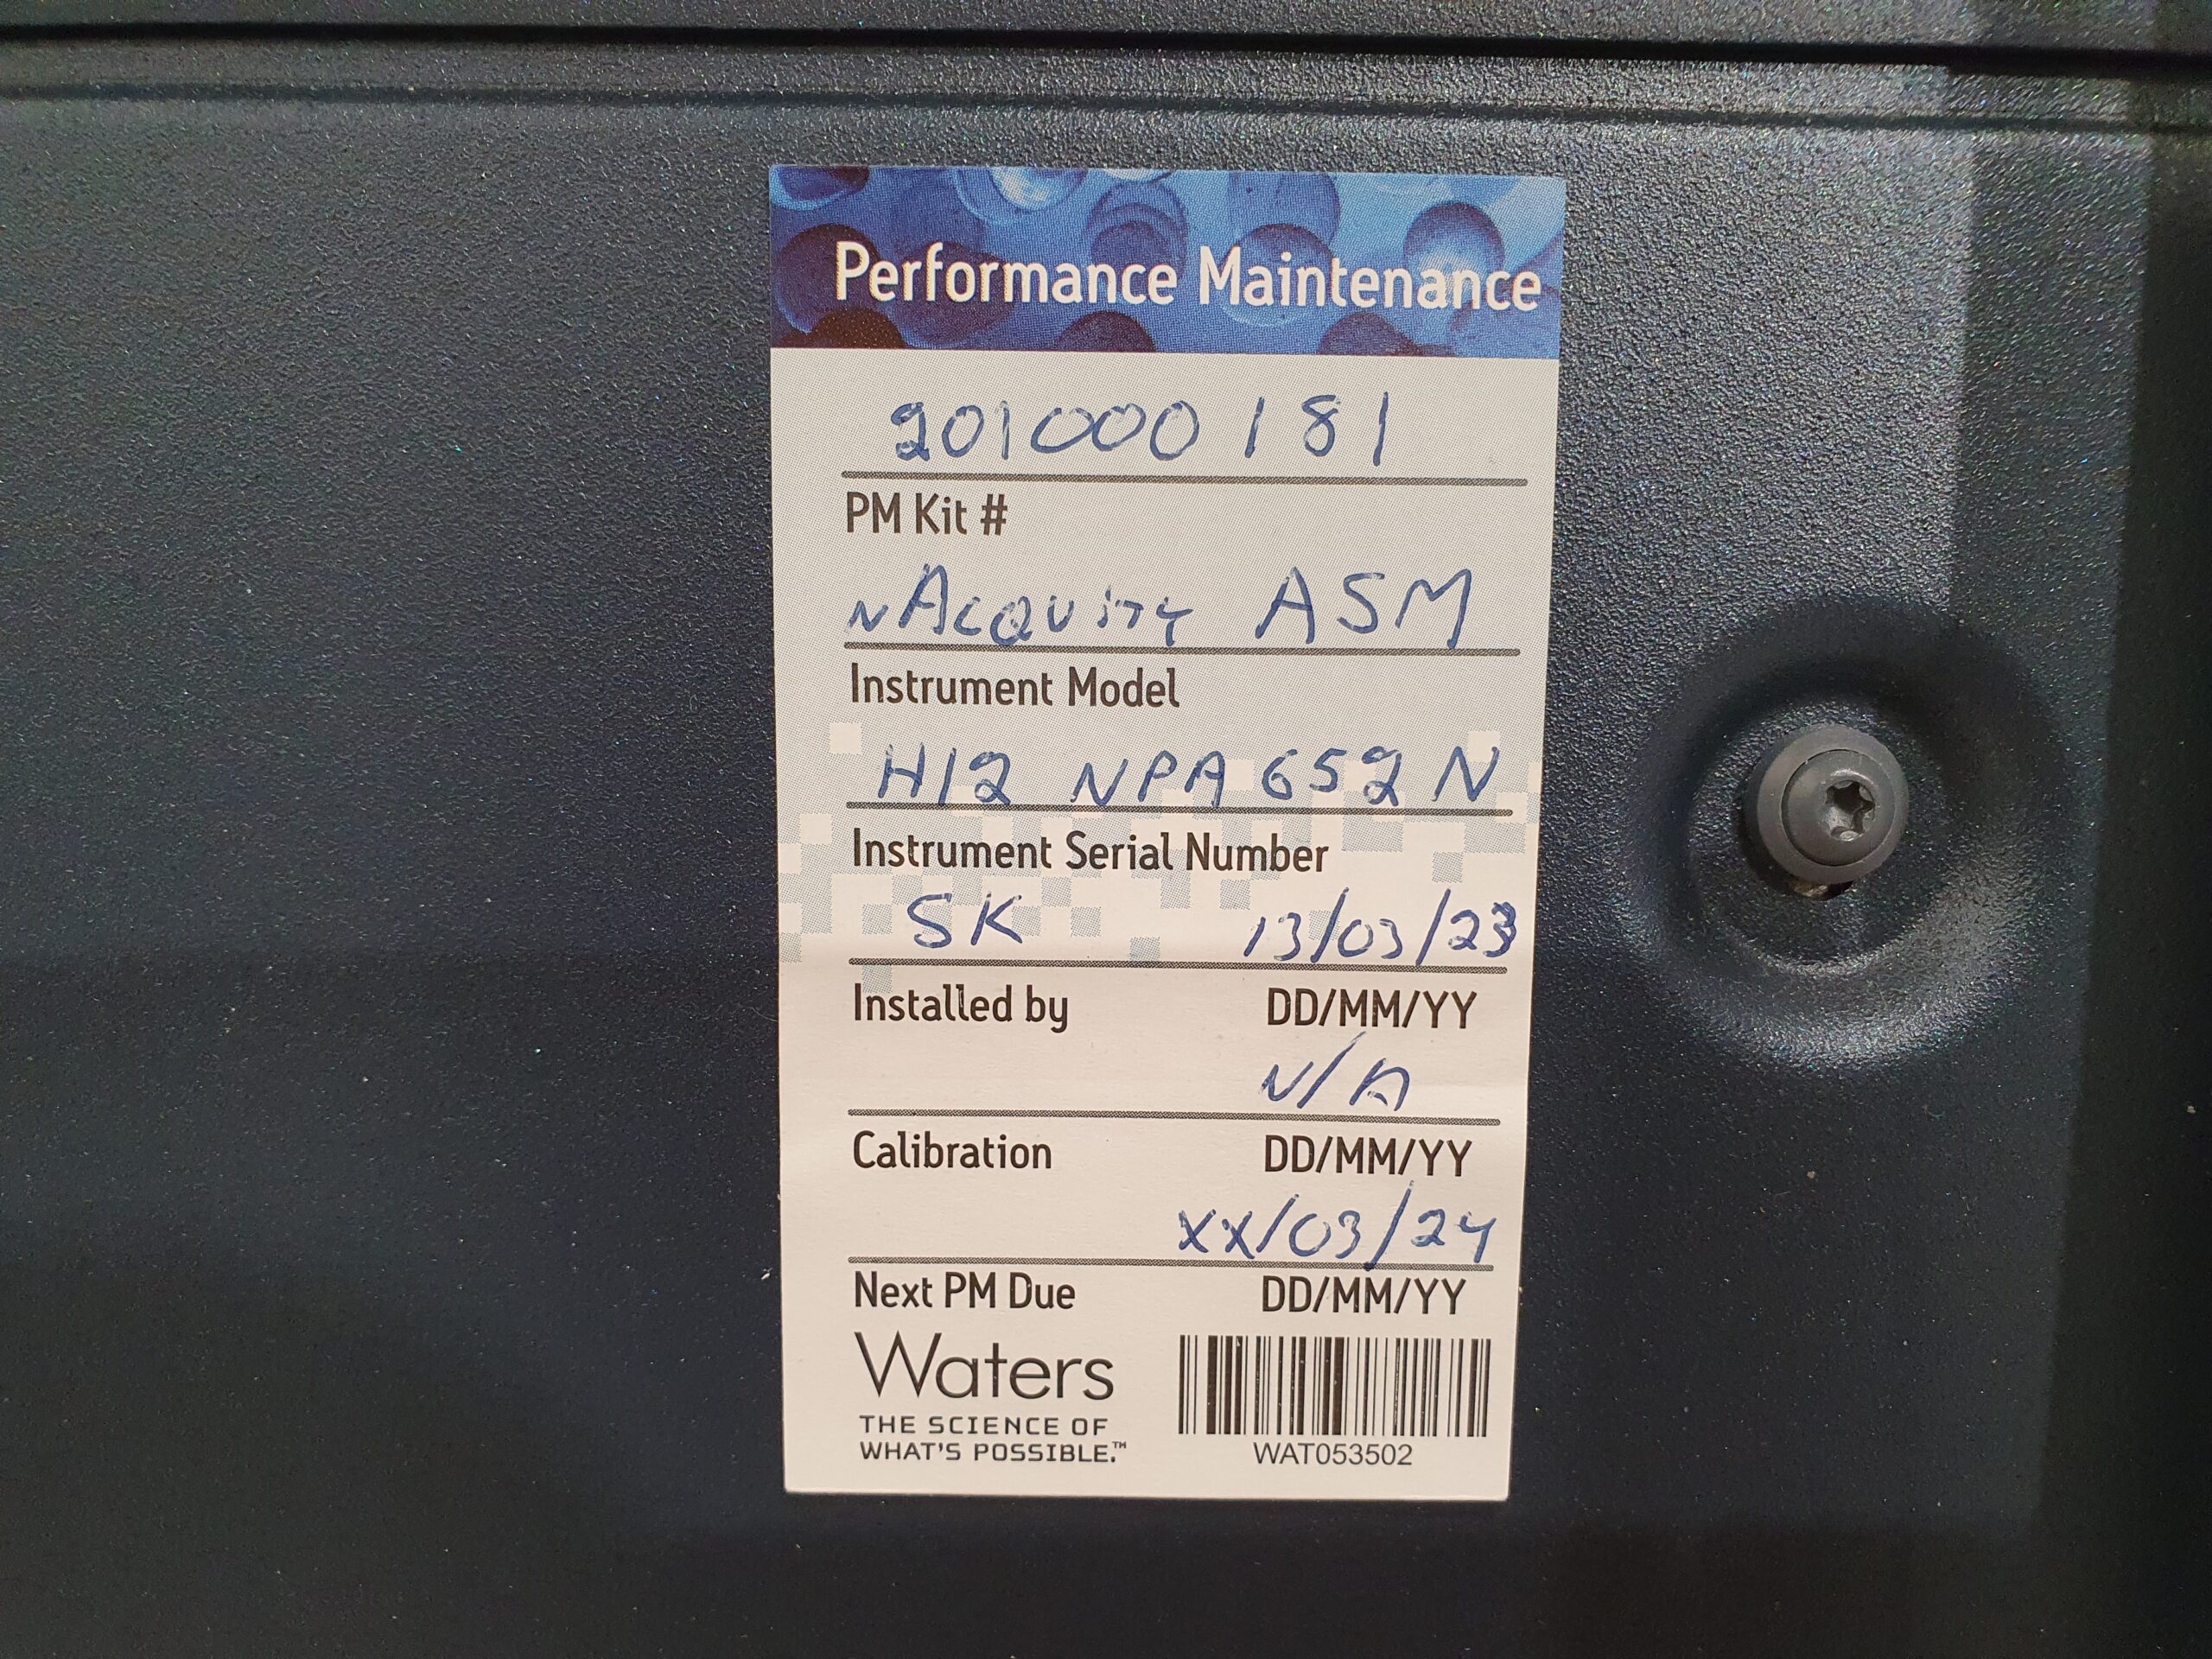 Performance Maintenance
201000181
PM Kit #
nAcquity ASM
Instrument Model
H12 NPA 652 N
Instrument Serial Number
SK 13/03/23
Installed by DD/MM/YY
N/A
Calibration DD/MM/YY
XX/03/24
Next PM Due DD/MM/YY
Waters
THE SCIENCE OF
WHAT'S POSSIBLE.™
WAT053502